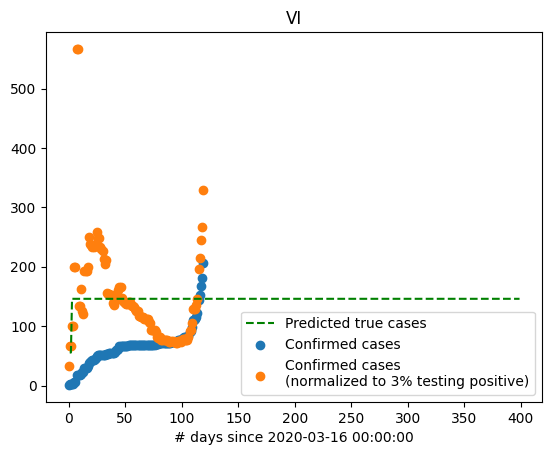 VI
500
400
300
200
100
0
Predicted true cases
Confirmed cases
Confirmed cases
(normalized to 3% testing positive)
0 50 100 150 200 250 300 350 400
# days since 2020-03-16 00:00:00